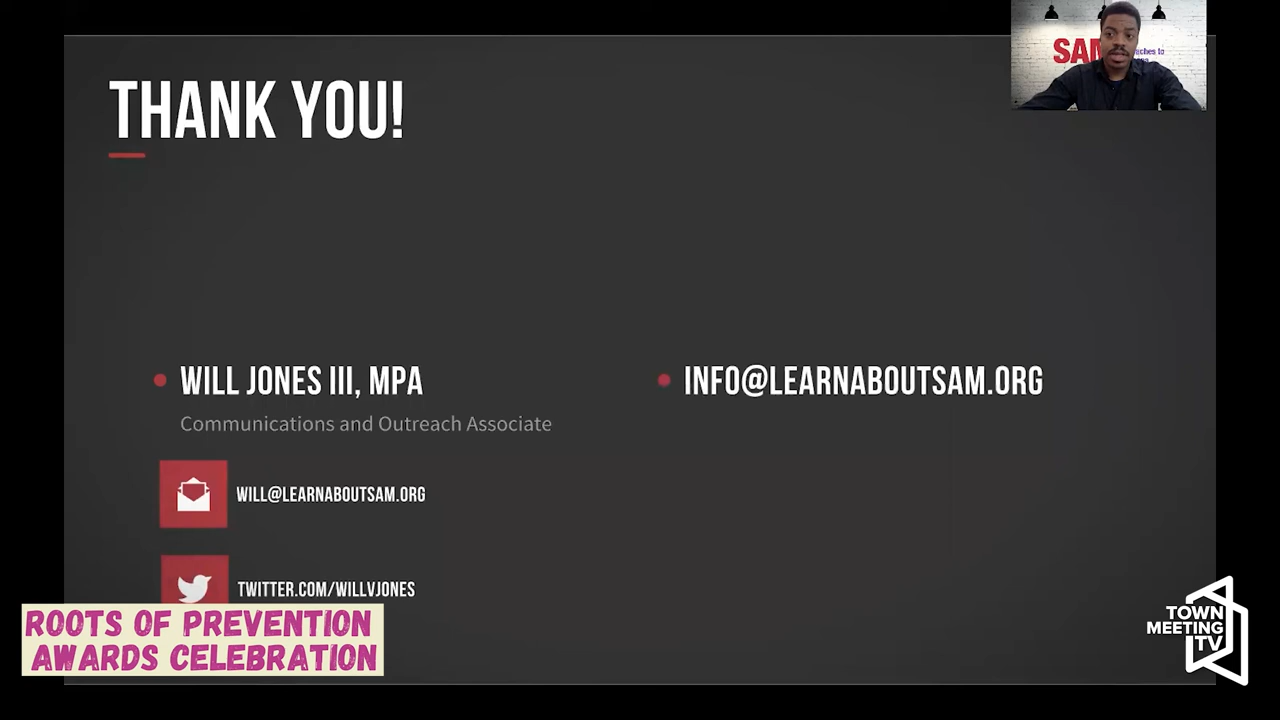 THANK YOU!
SAM
WILL JONES III, MPA
Communications and Outreach Associate
WILL@LEARNABOUTSAM.ORG
TWITTER.COM/WILLVJONES
INFO@LEARNABOUTSAM.ORG
ROOTS OF PREVENTION
AWARDS CELEBRATION
TOWN
MEETING
TV